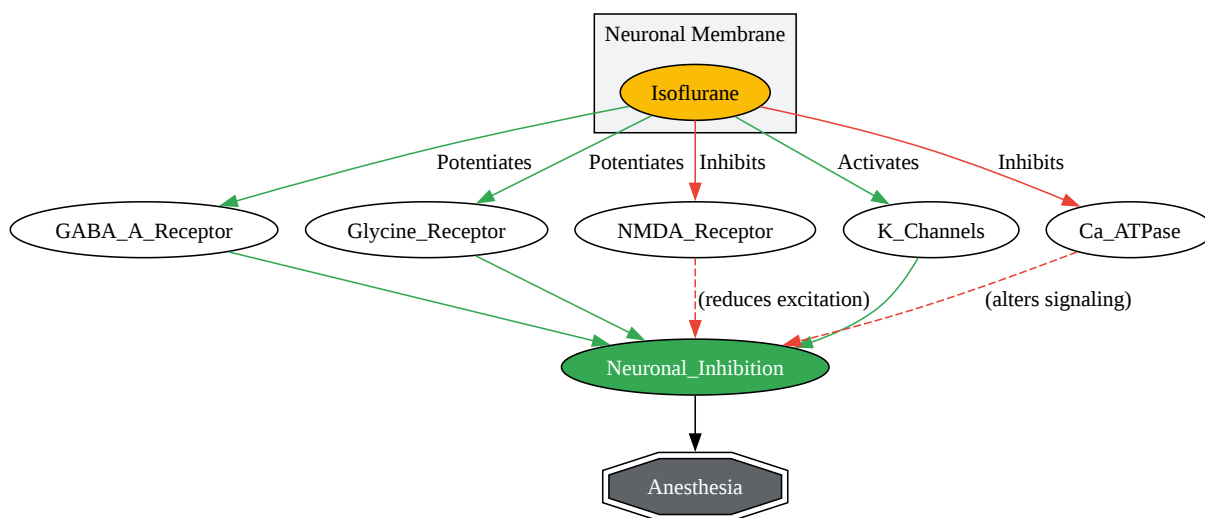 Neuronal Membrane
Isoflurane
Potentiates
Potentiates
Inhibits
Activates
Inhibits
GABA_A_Receptor
Glycine_Receptor
NMDA_Receptor
K_Channels
Ca_ATPase
(reduces excitation)
(alters signaling)
Neuronal_Inhibition
Anesthesia